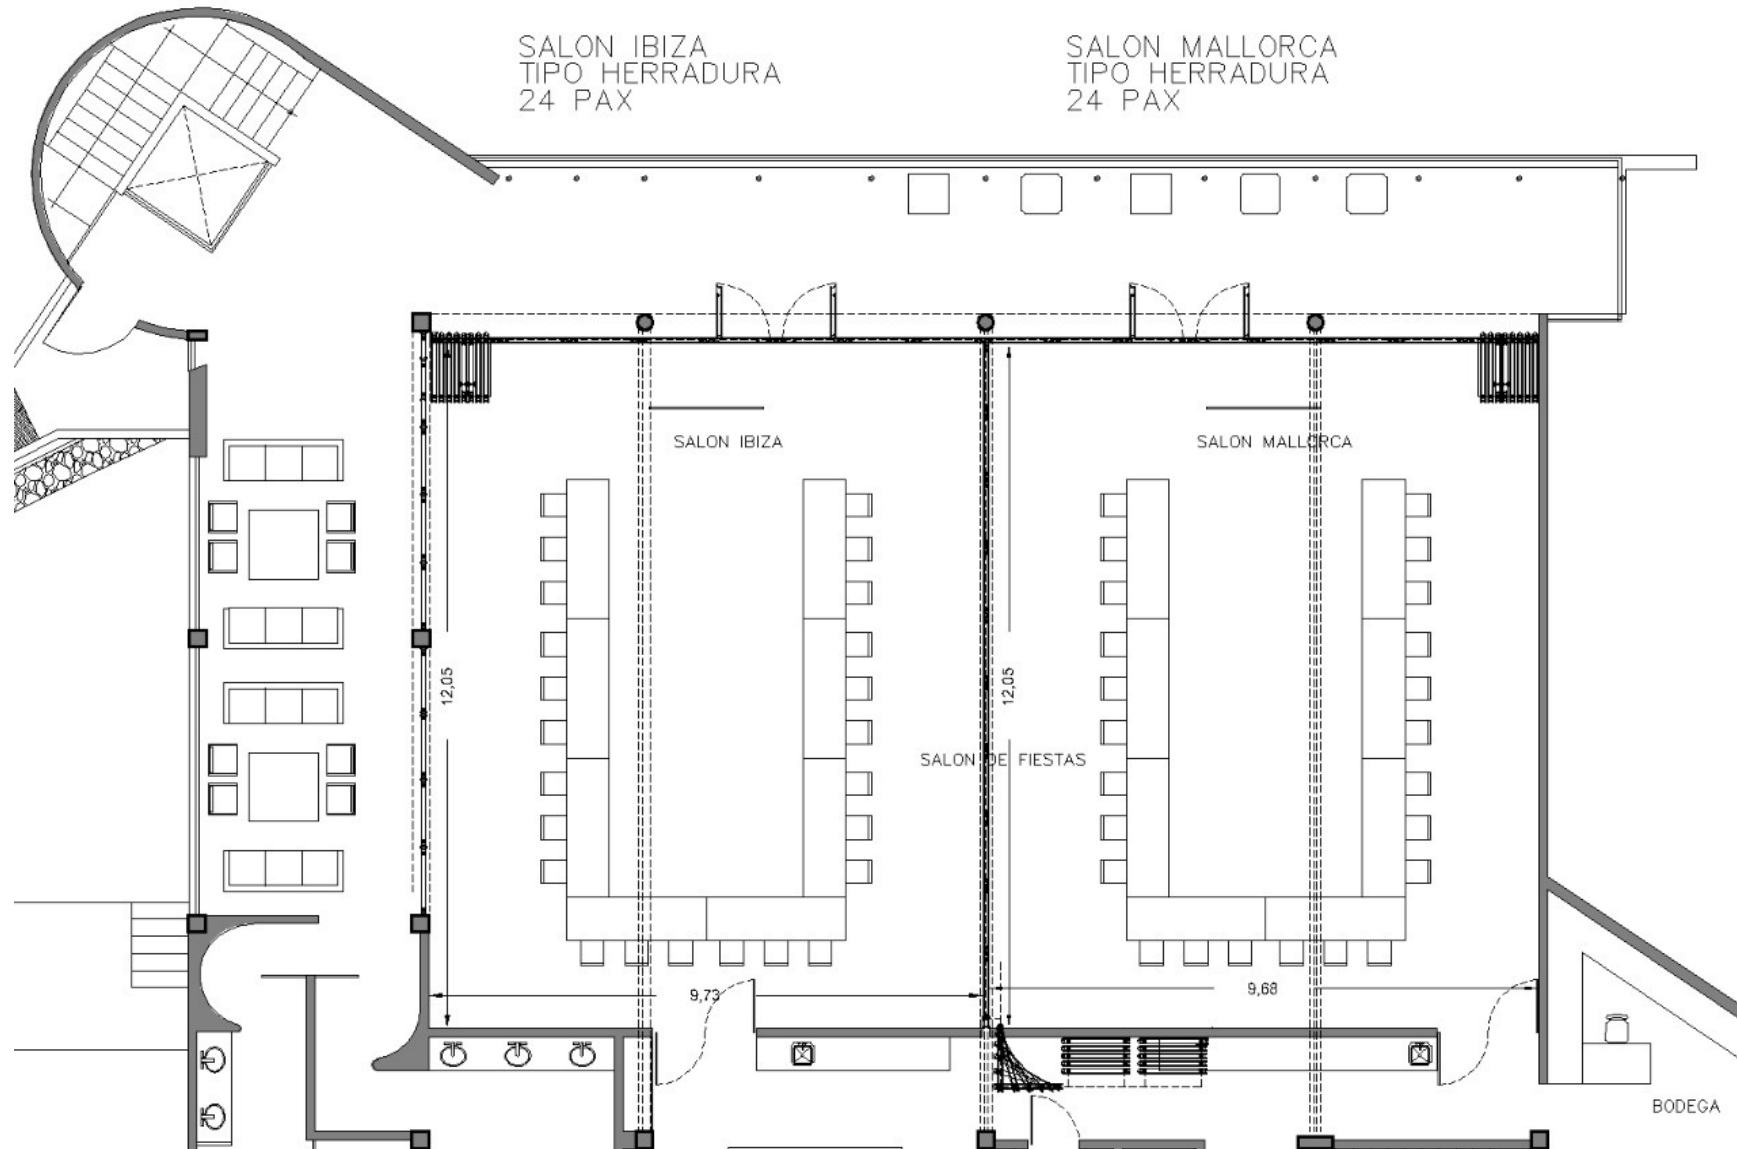 SALON IBIZA
TIPO HERRADURA
24 PAX
SALON MALLORCA
TIPO HERRADURA
24 PAX
SALON IBIZA
SALON MALLORCA
12,05
12,05
SALON DE FIESTAS
9,73
9,68
BODEGA